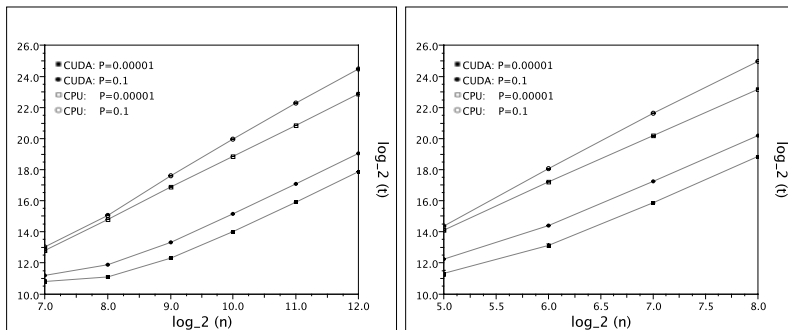 26.0
24.0
22.0
20.0
18.0
16.0
14.0
12.0
10.0
CUDA: P=0.00001
CUDA: P=0.1
CPU: P=0.00001
CPU: P=0.1
7.0 8.0 9.0 10.0 11.0 12.0
log_2 (n)
log_2 (t)
26.0
24.0
22.0
20.0
18.0
16.0
14.0
12.0
10.0
CUDA: P=0.00001
CUDA: P=0.1
CPU: P=0.00001
CPU: P=0.1
5.0 5.5 6.0 6.5 7.0 7.5 8.0
log_2 (n)
log_2 (t)